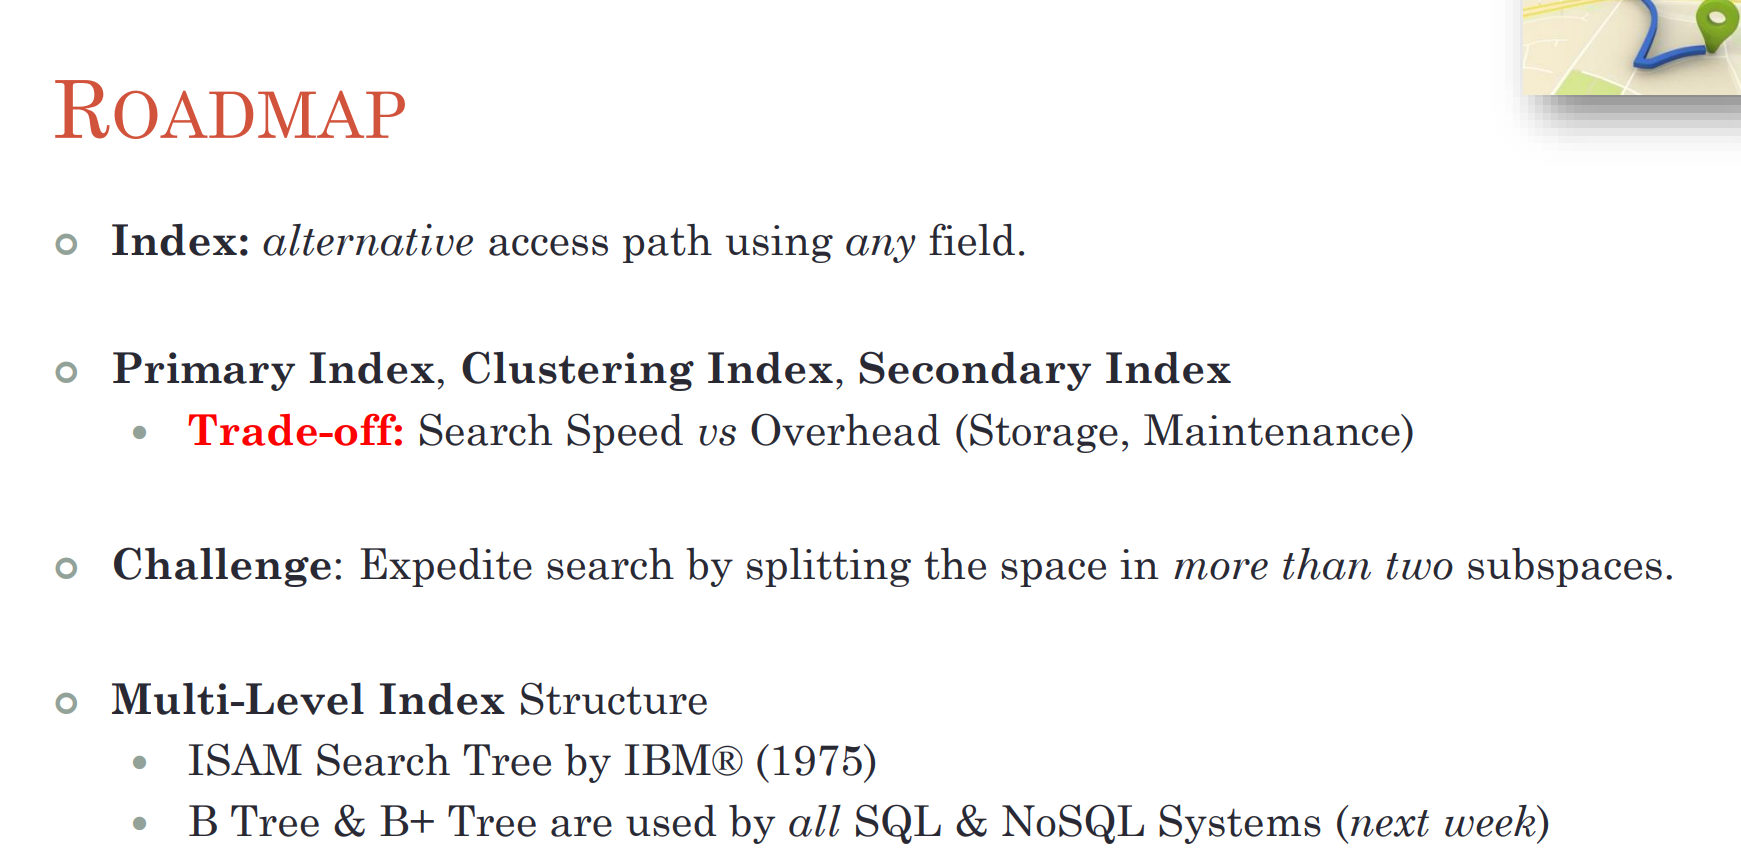 ROADMAP
Index: alternative access path using any field.
Primary Index, Clustering Index, Secondary Index
Trade-off: Search Speed vs Overhead (Storage, Maintenance)
Challenge: Expedite search by splitting the space in more than two subspaces.
Multi-Level Index Structure
ISAM Search Tree by IBM® (1975)
B Tree & B+ Tree are used by all SQL & NoSQL Systems (next week)